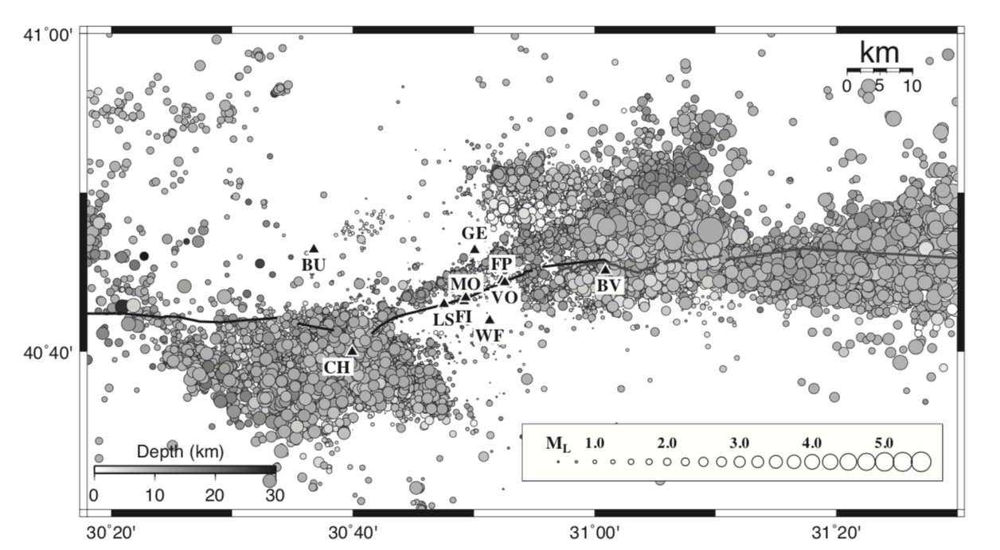 41°00'
km
0 5 10
GE
BU
FP
MO
BV
VO
LS FI
WF
40°40'
CH
M_L 1.0 2.0 3.0 4.0 5.0
Depth (km)
0 10 20 30
30°20' 30°40' 31°00' 31°20'